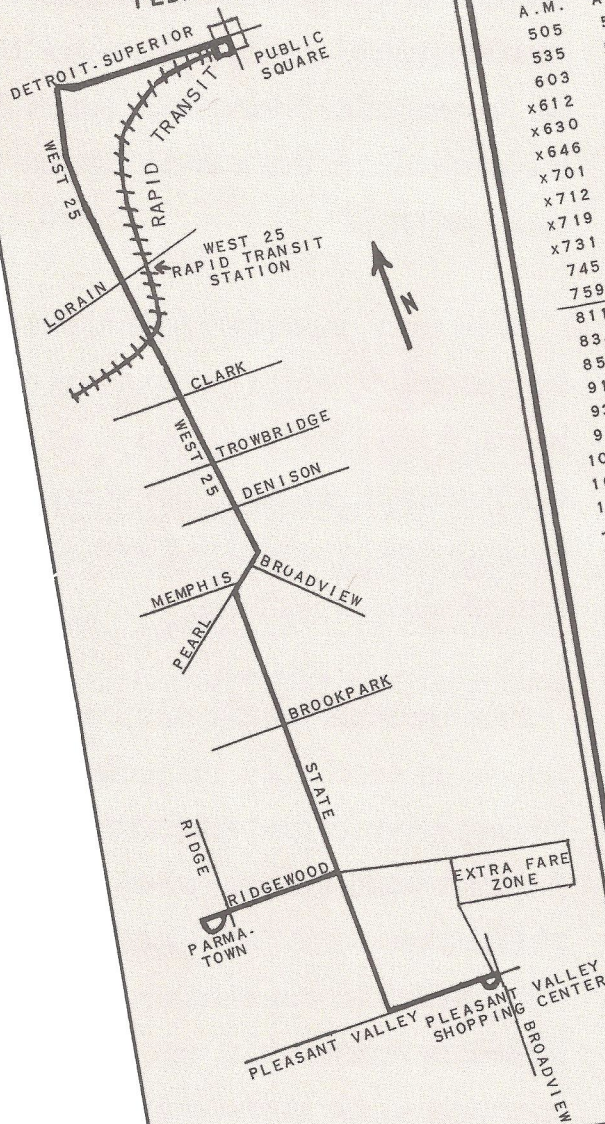 DETROIT-SUPERIOR
PUBLIC
SQUARE
RAPID TRANSIT
WEST 25
WEST 25
RAPID TRANSIT
STATION
LORAIN
N
CLARK
WEST 25
TROWBRIDGE
DENISON
MEMPHIS
BROADVIEW
PEARL
BROOKPARK
STATE
RIDGE
RIDGEWOOD
EXTRA FARE
ZONE
PARMA-
TOWN
PLEASANT VALLEY
PLEASANT VALLEY
SHOPPING CENTER
BROADVIEW
A.M.
505
535
603
x612
x630
x646
x701
x712
x719
x731
745
759
811